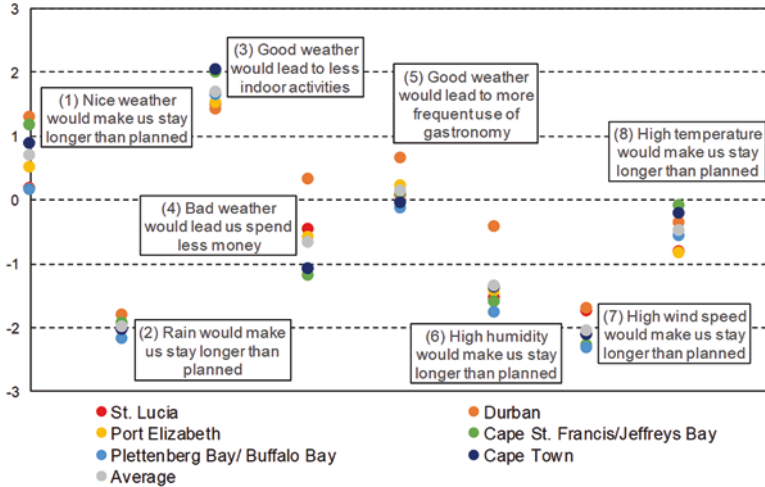 3
2
1
0
-1
-2
-3
(1) Nice weather
would make us stay
longer than planned
(2) Rain would make
us stay longer than
planned
(3) Good weather
would lead to less
indoor activities
(4) Bad weather
would lead us spend
less money
(5) Good weather
would lead to more
frequent use of
gastronomy
(6) High humidity
would make us stay
longer than planned
(7) High wind speed
would make us stay
longer than planned
(8) High temperature
would make us stay
longer than planned
St. Lucia
Durban
Port Elizabeth
Cape St. Francis/Jeffreys Bay
Plettenberg Bay/ Buffalo Bay
Cape Town
Average